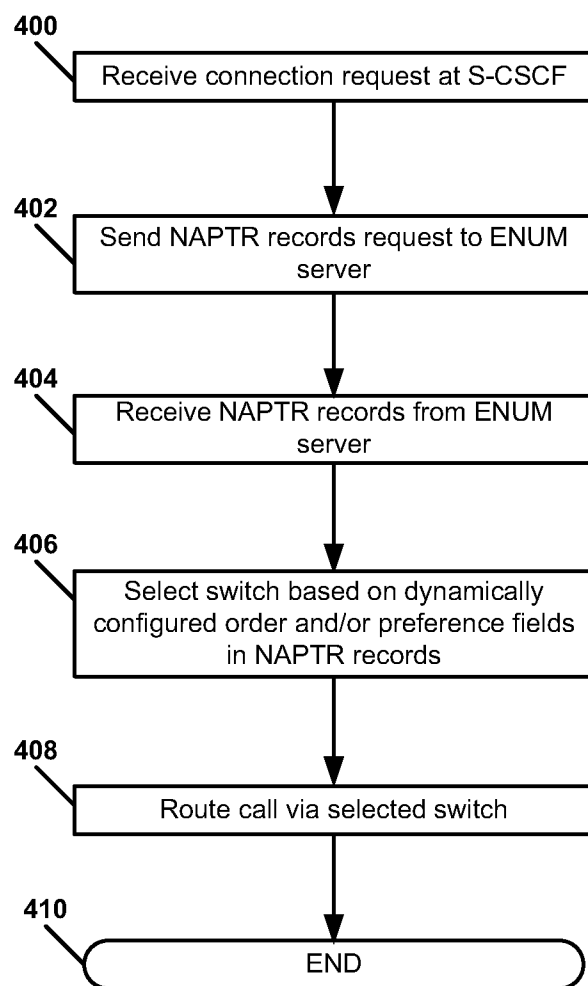 400
Receive connection request at S-CSCF
402
Send NAPTR records request to ENUM
server
404
Receive NAPTR records from ENUM
server
406
Select switch based on dynamically
configured order and/or preference fields
in NAPTR records
408
Route call via selected switch
410
END